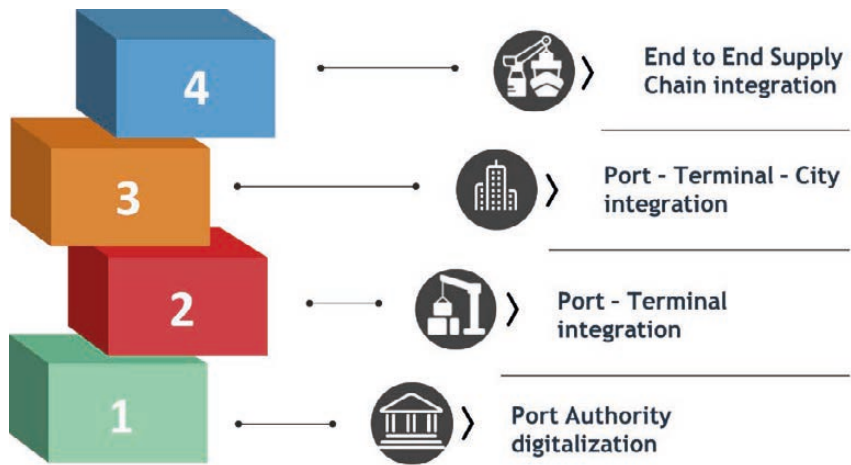 4
End to End Supply
Chain integration
3
Port – Terminal – City
integration
2
Port – Terminal
integration
1
Port Authority
digitalization